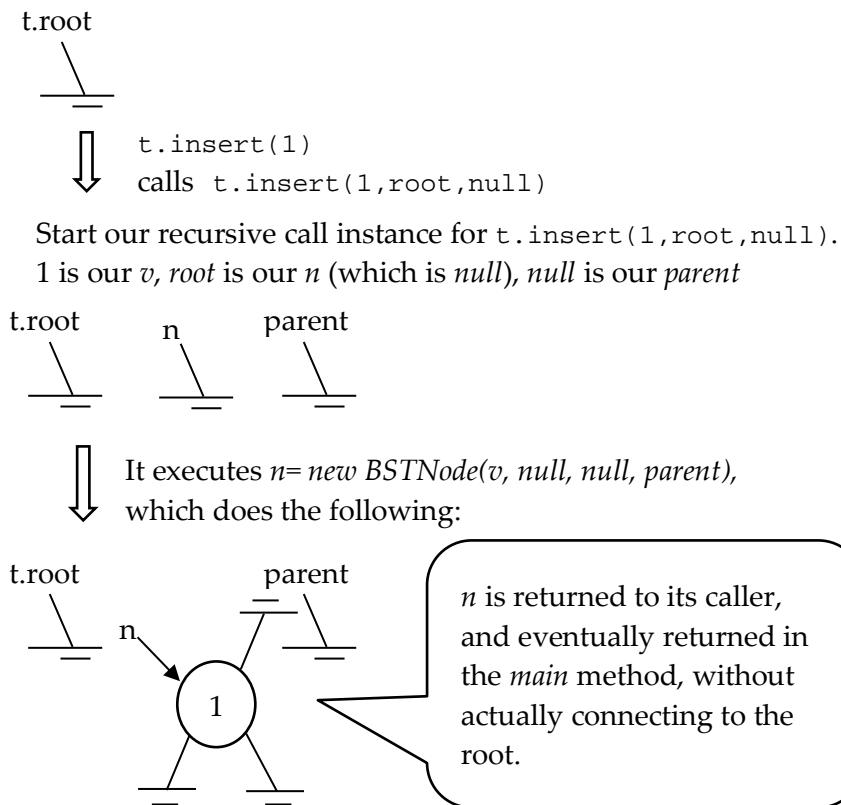 t.root
t.insert(1)
calls t.insert(1,root,null)
Start our recursive call instance for t.insert(1,root,null).
1 is our v, root is our n (which is null), null is our parent
t.root n parent
It executes n= new BSTNode(v, null, null, parent),
which does the following:
t.root parent
n
1
n is returned to its caller,
and eventually returned in
the main method, without
actually connecting to the
root.